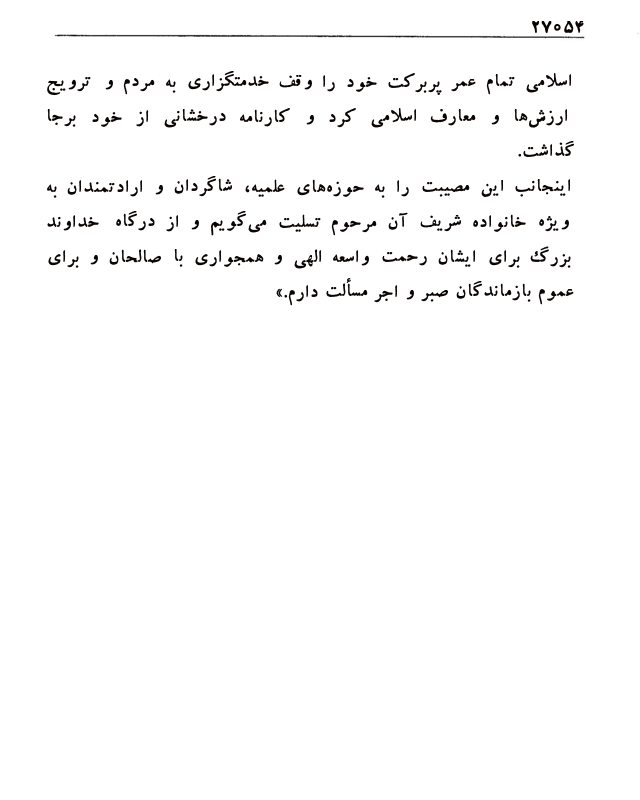 ۲۷۰۵۴
اسلامی تمام عمر پربرکت خود را وقف خدمتگزاری به مردم و ترویج
ارزش‌ها و معارف اسلامی کرد و کارنامه درخشانی از خود برجا
گذاشت.
اینجانب این مصیبت را به حوزه‌های علمیه، شاگردان و ارادتمندان به
ویژه خانواده شریف آن مرحوم تسلیت می‌گویم و از درگاه خداوند
بزرگ برای ایشان رحمت واسعه الهی و همجواری با صالحان و برای
عموم بازماندگان صبر و اجر مسألت دارم.»